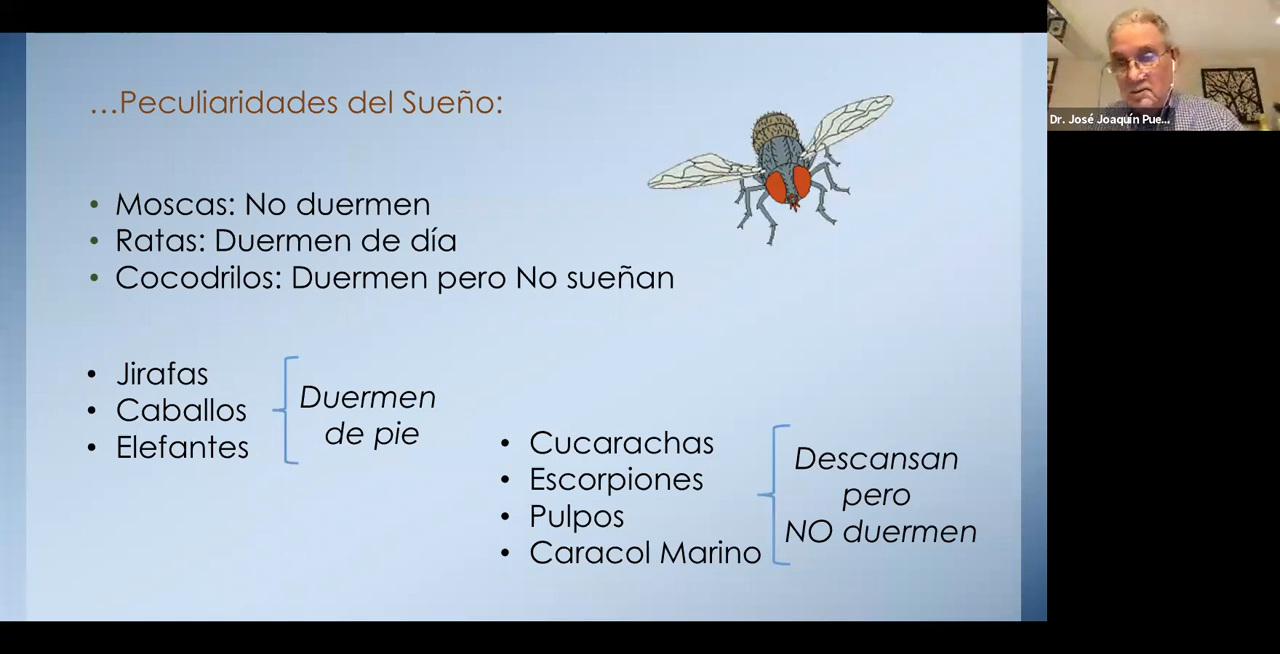 ...Peculiaridades del Sueño:
Moscas: No duermen
Ratas: Duermen de día
Cocodrilos: Duermen pero No sueñan
Jirafas
Caballos
Elefantes
Duermen
de pie
Cucarachas
Escorpiones
Pulpos
Caracol Marino
Descansan
pero
NO duermen
Dr. José Joaquín Pue...